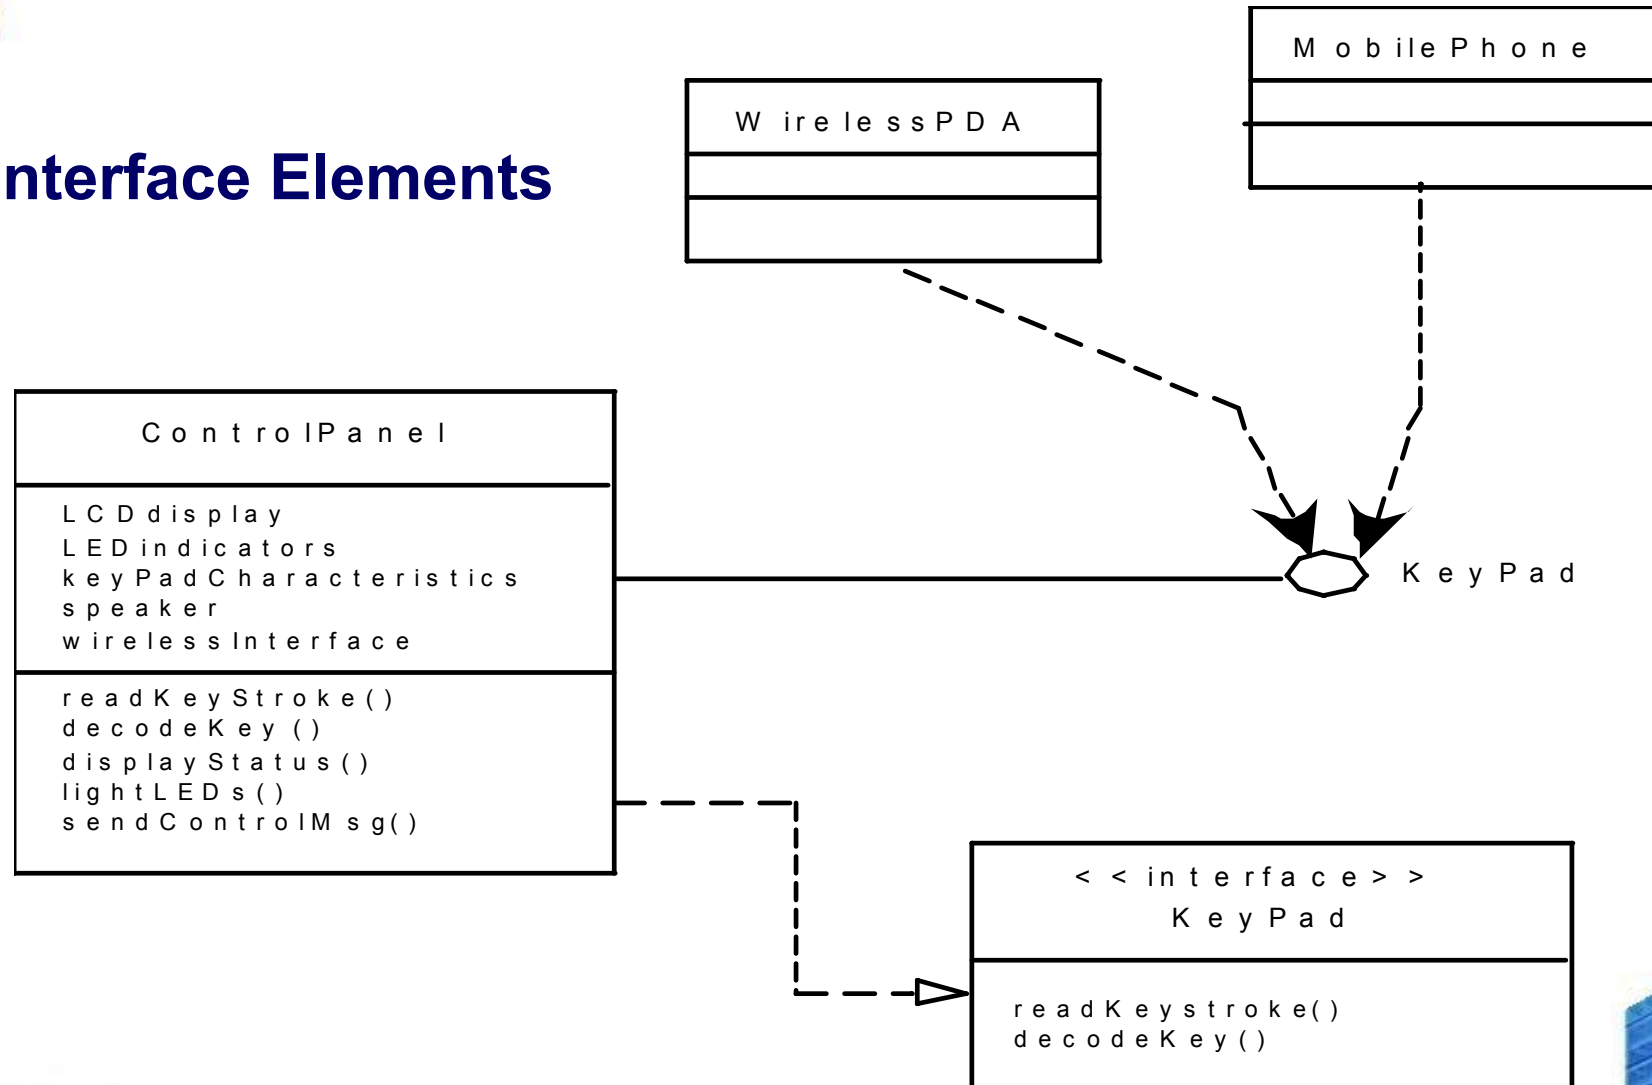 MobilePhone
WirelessPDA
nterface Elements
ControlPanel
LCDdisplay
LEDindicators
keyPadCharacteristics
speaker
wirelessInterface
readKeyStroke()
decodeKey()
displayStatus()
lightLEDs()
sendControlMsg()
KeyPad
<<interface>>
KeyPad
readKeystroke()
decodeKey()